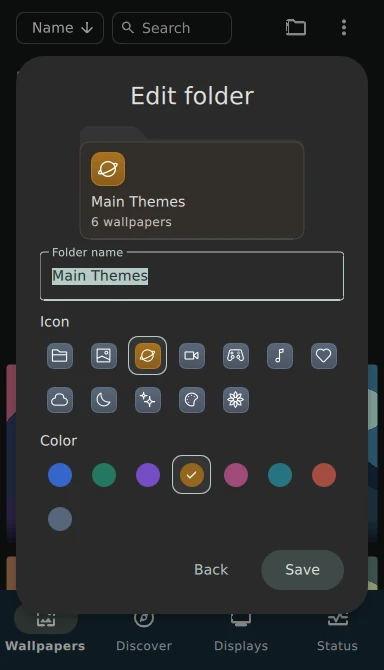 Name
Search
Edit folder
Main Themes
6 wallpapers
Folder name
Main Themes
Icon
Color
Back
Save
Wallpapers
Discover
Displays
Status